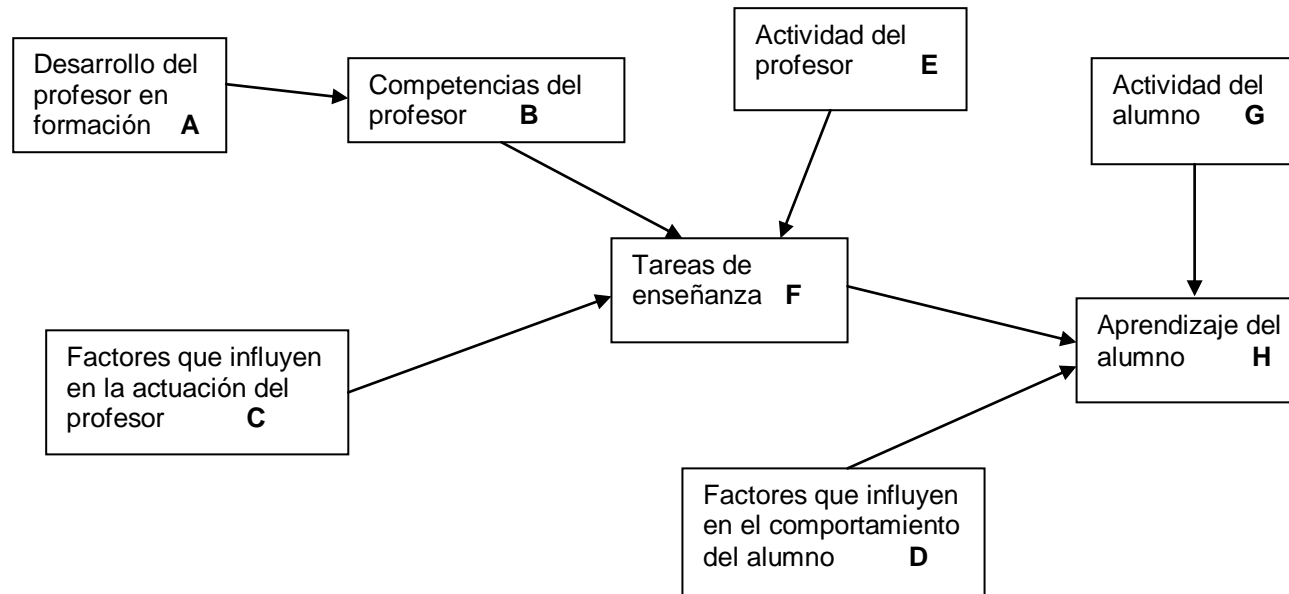 Desarrollo del
profesor en
formación A
Competencias del
profesor B
Actividad del
profesor E
Actividad del
alumno G
Tareas de
enseñanza F
Factores que influyen
en la actuación del
profesor C
Aprendizaje del
alumno H
Factores que influyen
en el comportamiento
del alumno D